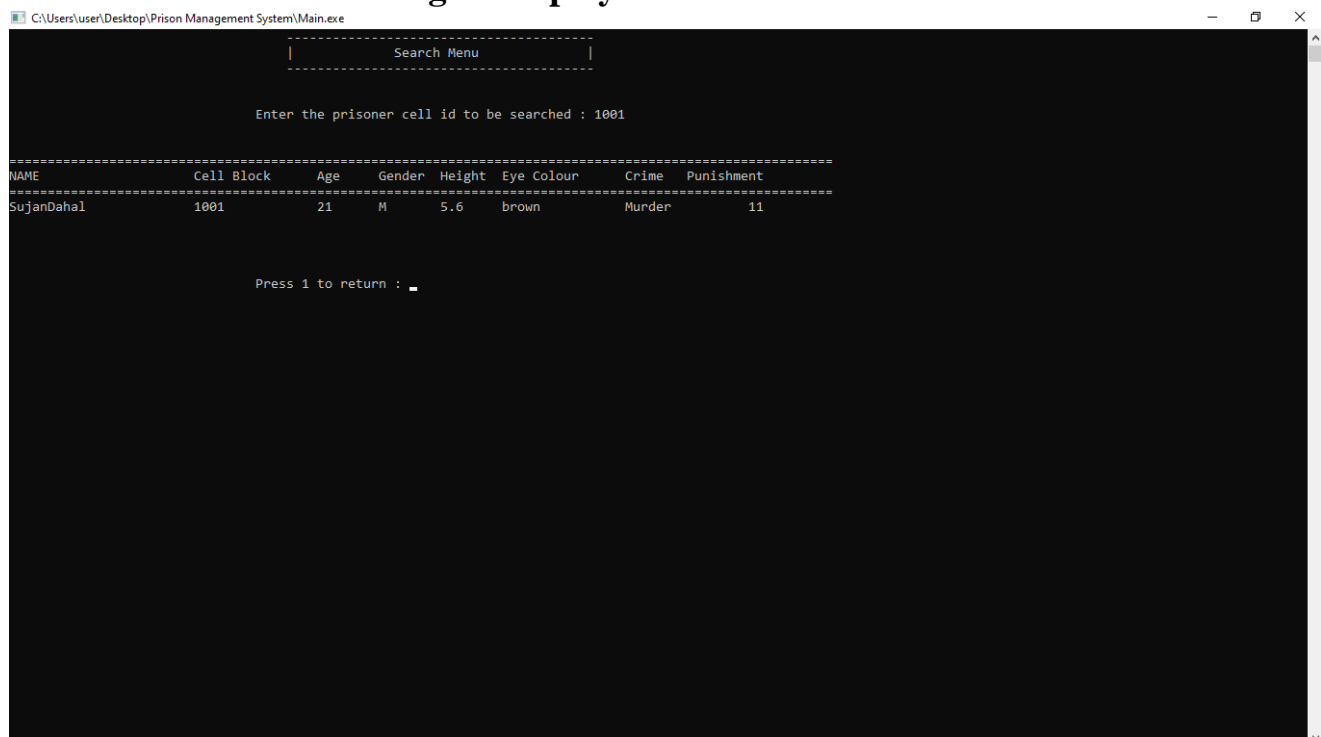 C:\Users\user\Desktop\Prison Management System\Main.exe
----------------------------------------
| Search Menu |
----------------------------------------
Enter the prisoner cell id to be searched : 1001
===========================================================================================================
NAME Cell Block Age Gender Height Eye Colour Crime Punishment
===========================================================================================================
SujanDahal 1001 21 M 5.6 brown Murder 11
Press 1 to return :